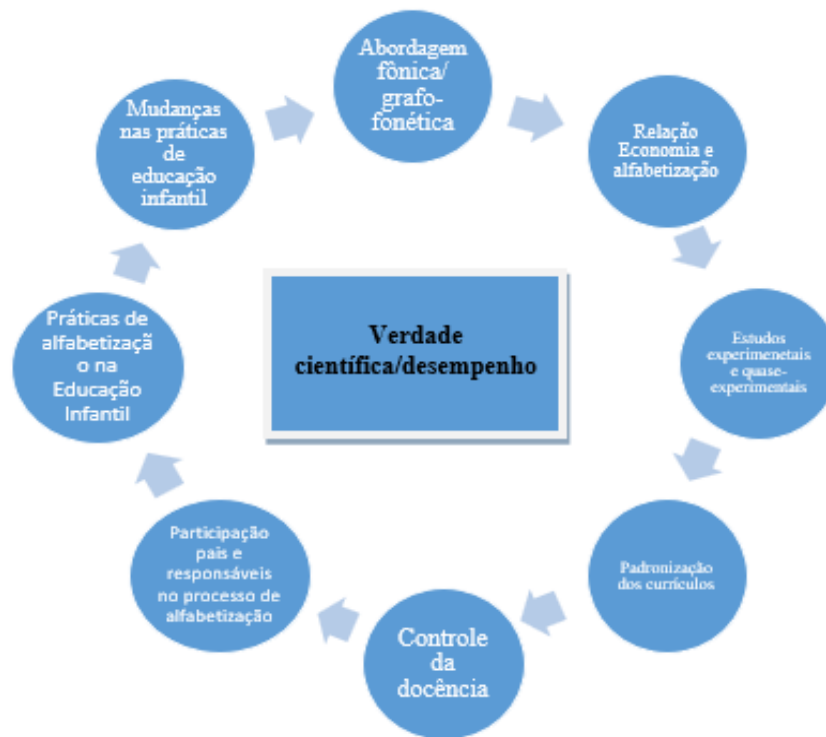 Abordagem
fônica/
grafo-
fonética
Relação
Economia e
alfabetização
Estudos
experimenetais
e quase-
experimentais
Padronização
dos currículos
Controle
da
docência
Participação
pais e
responsáveis
no processo de
alfabetização
Práticas de
alfabetizaçã
o na
Educação
Infantil
Mudanças
nas práticas
de
educação
infantil
Verdade
científica/desempenho